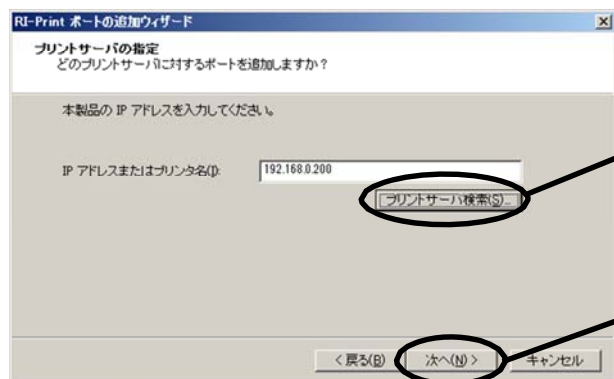 RI-Print ポートの追加ウィザード
プリントサーバの指定
どのプリントサーバに対するポートを追加しますか?
本製品の IP アドレスを入力してください。
IP アドレスまたはプリンタ名(I):
192.168.0.200
プリントサーバ検索(S)...
< 戻る(B)
次へ(N) >
キャンセル